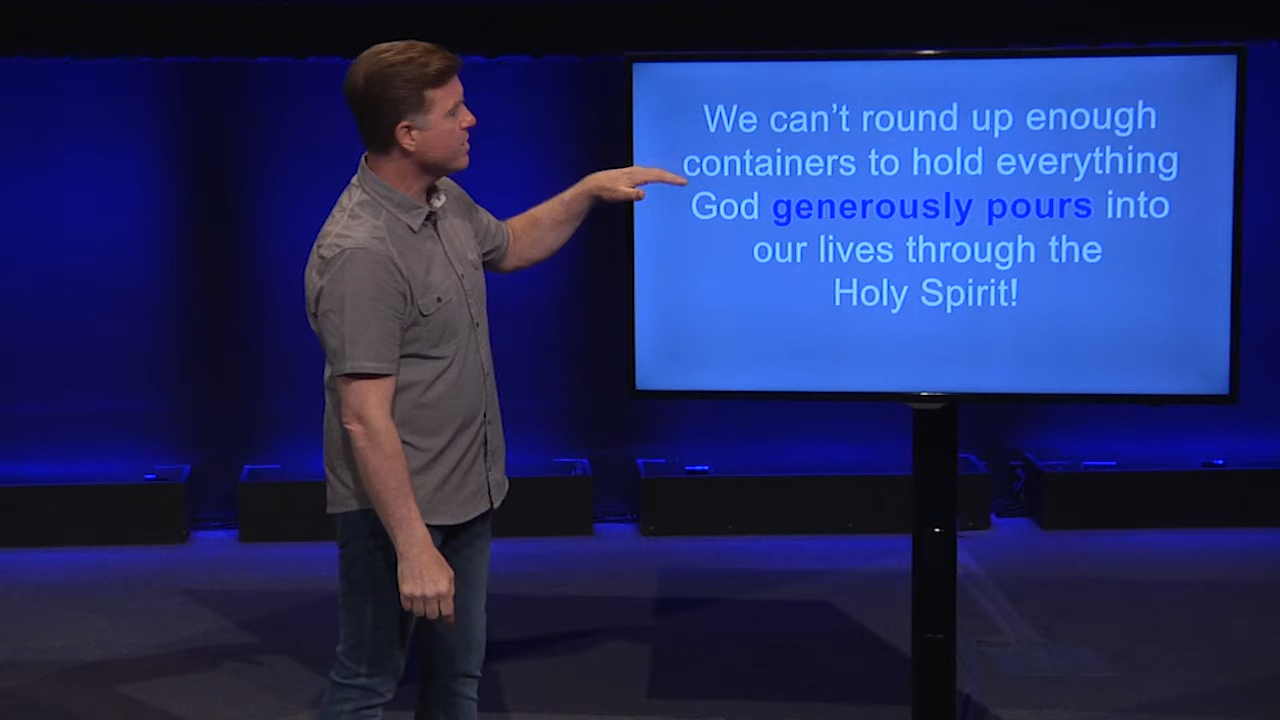 We can’t round up enough
containers to hold everything
God generously pours into
our lives through the
Holy Spirit!